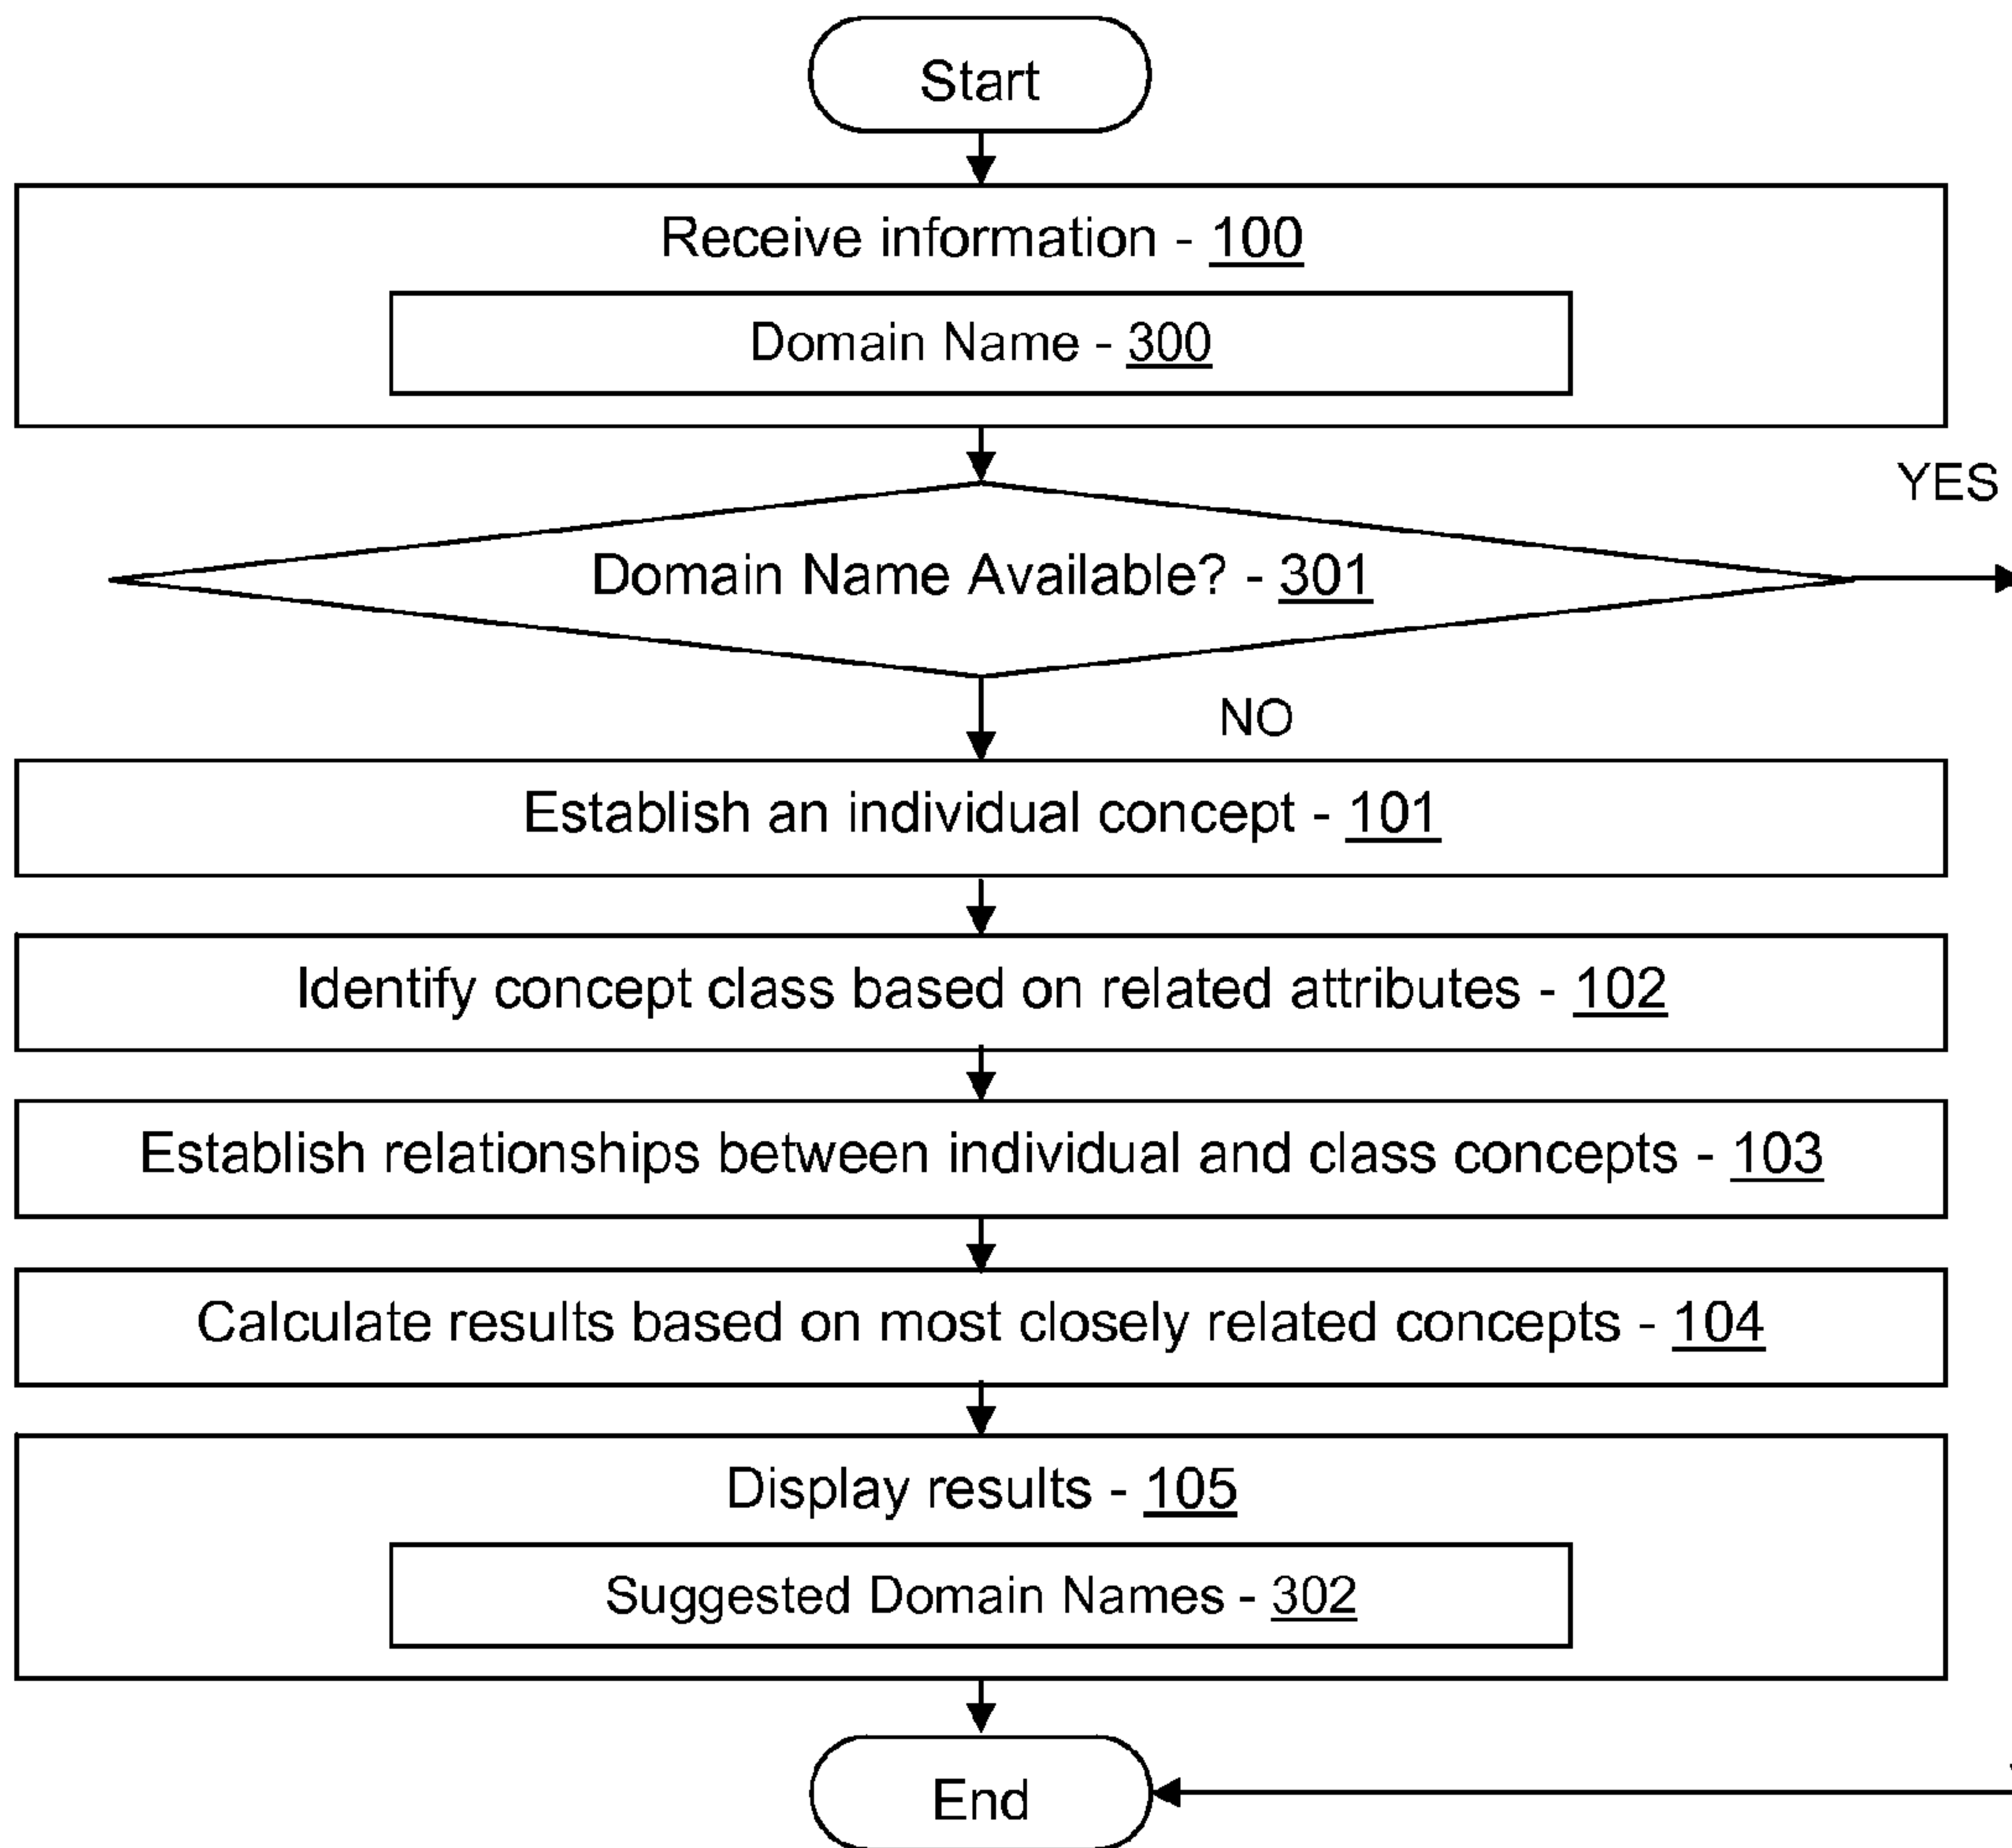 Start
Receive information - 100
Domain Name - 300
YES
Domain Name Available? - 301
NO
Establish an individual concept - 101
Identify concept class based on related attributes - 102
Establish relationships between individual and class concepts - 103
Calculate results based on most closely related concepts - 104
Display results - 105
Suggested Domain Names - 302
End